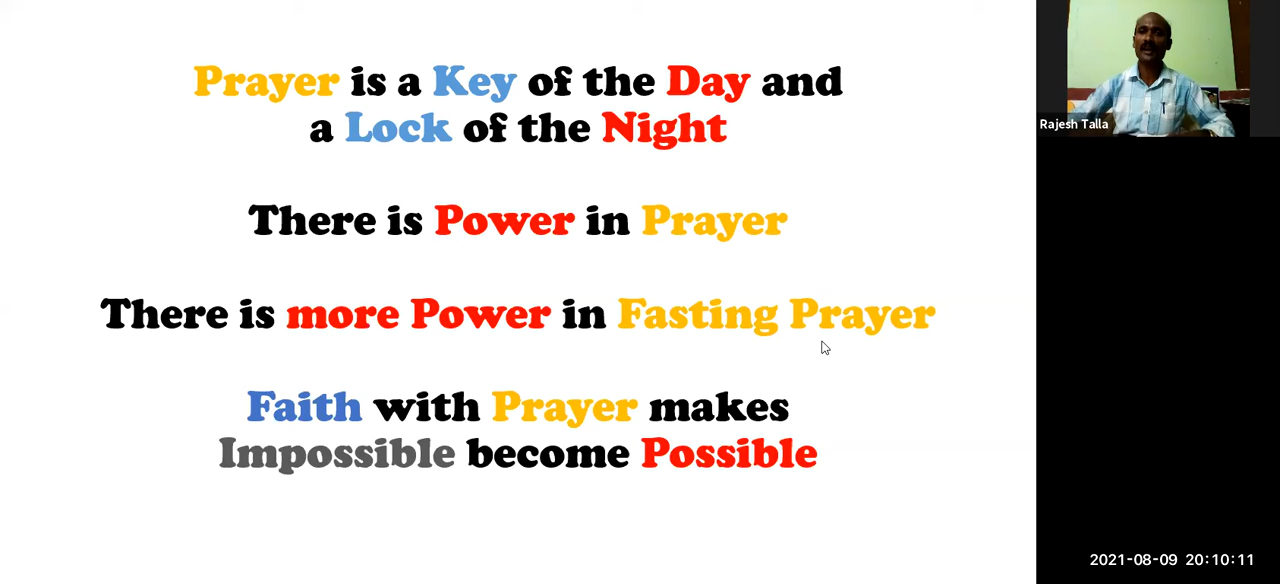 Prayer is a Key of the Day and
a Lock of the Night
There is Power in Prayer
There is more Power in Fasting Prayer
Faith with Prayer makes
Impossible become Possible
Rajesh Talla
2021-08-09 20:10:11